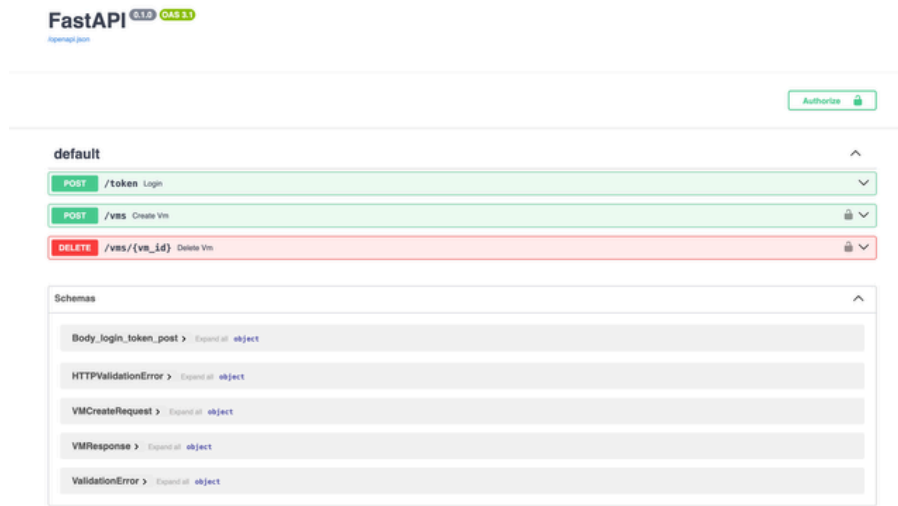 FastAPI 0.1.0 OAS 3.1
/openapi.json
Authorize
default
POST /token Login
POST /vms Create Vm
DELETE /vms/{vm_id} Delete Vm
Schemas
Body_login_token_post > Expand all object
HTTPValidationError > Expand all object
VMCreateRequest > Expand all object
VMResponse > Expand all object
ValidationError > Expand all object